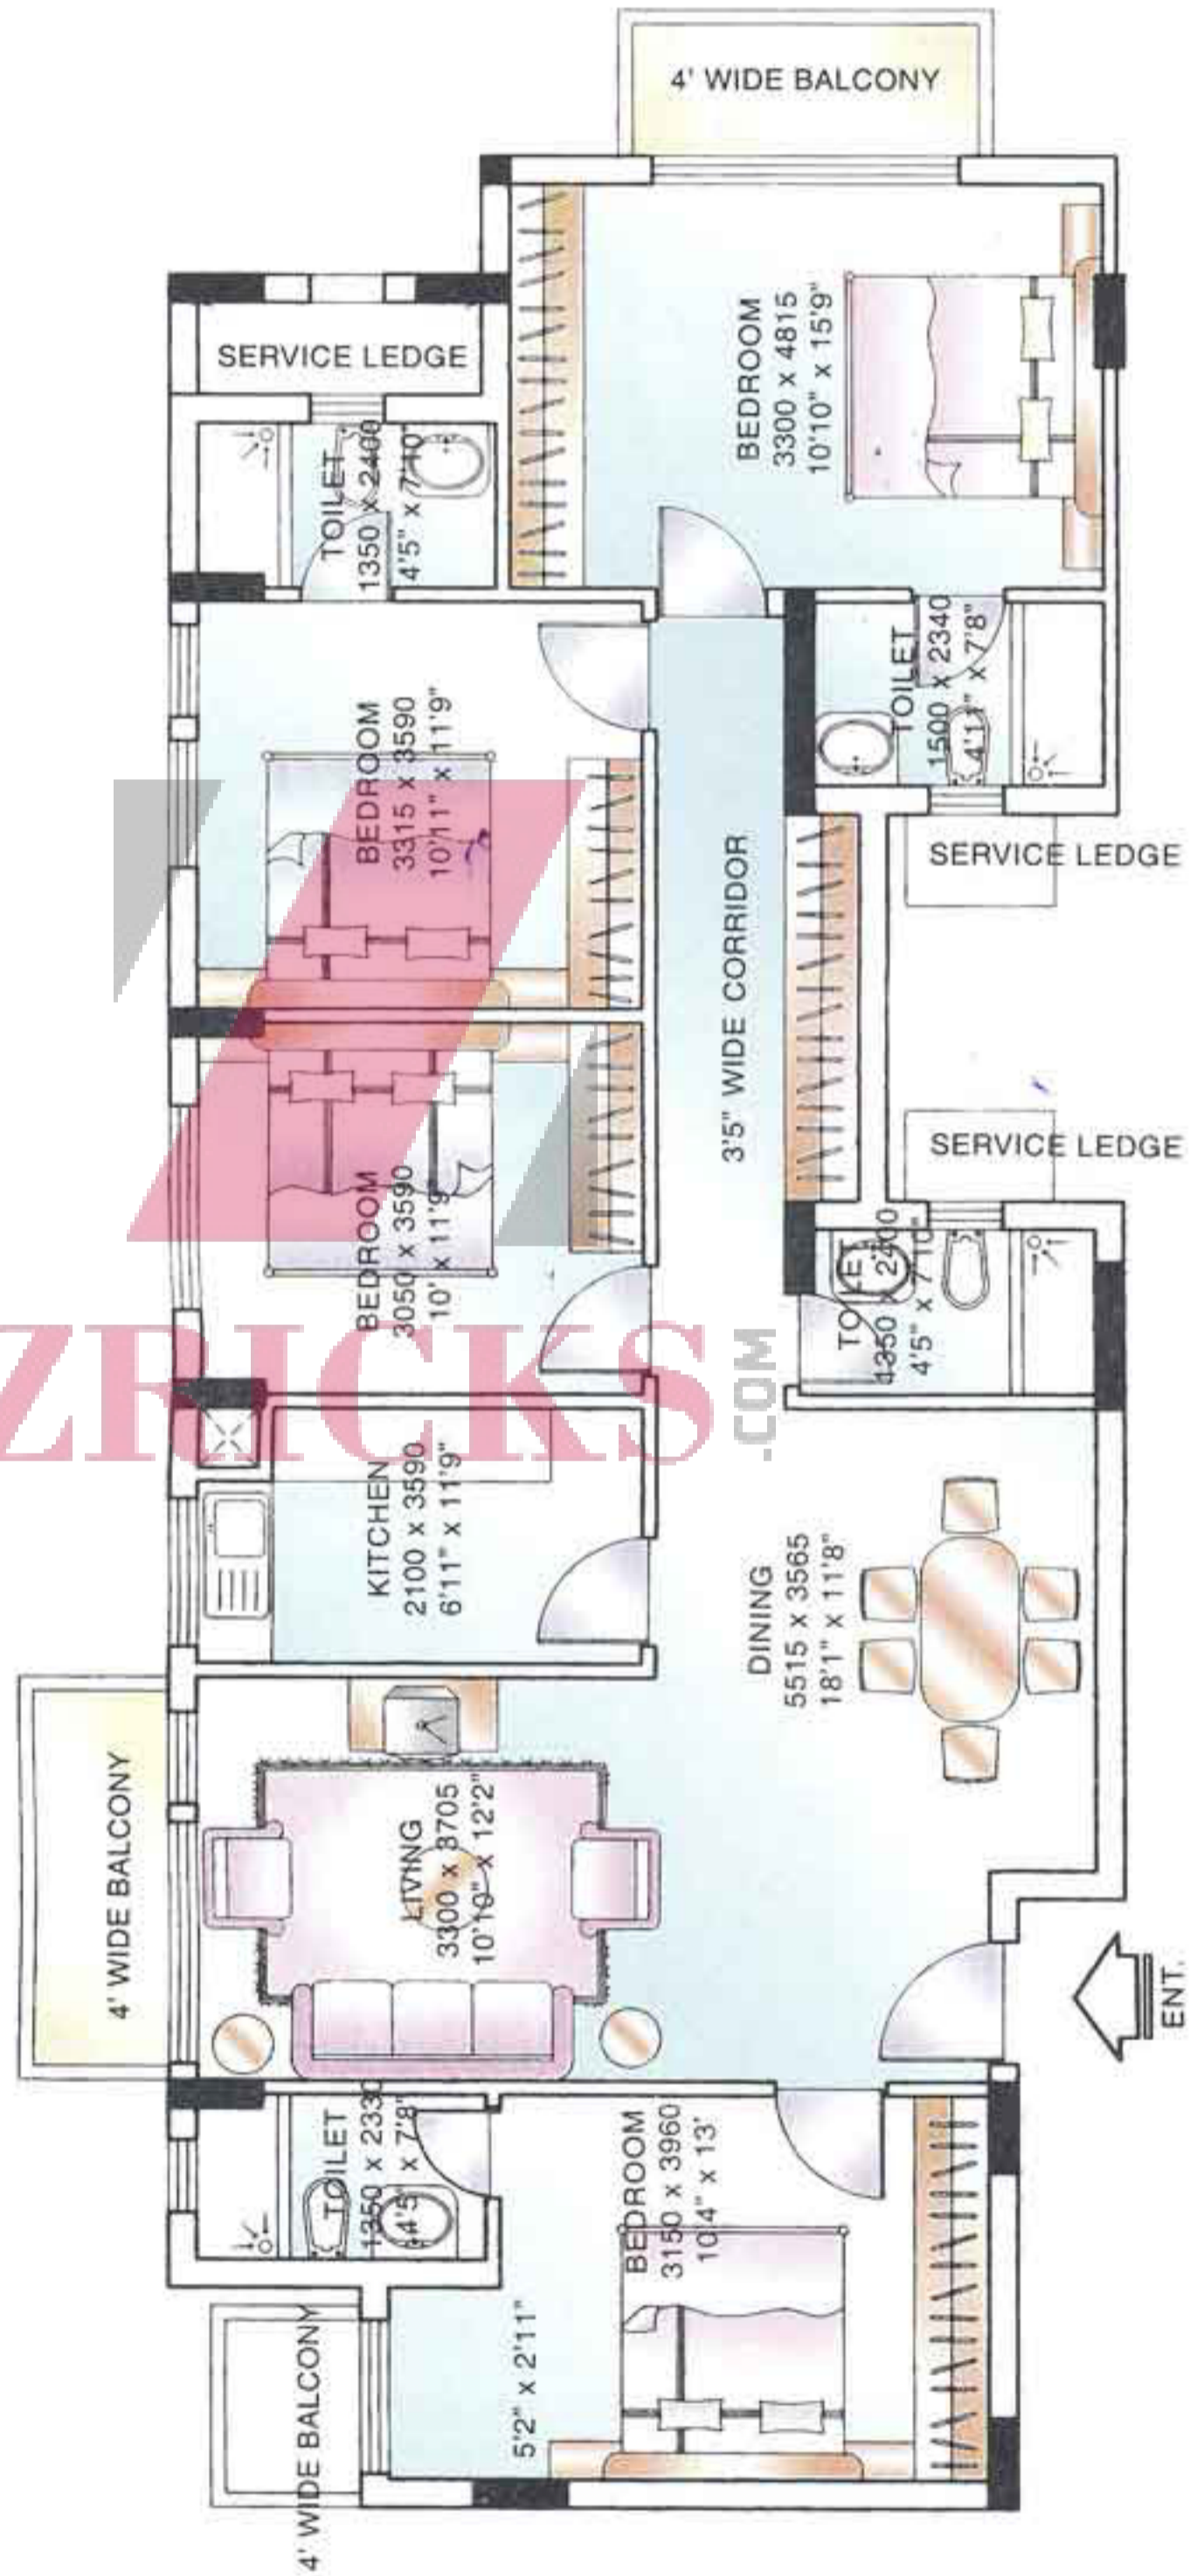 4' WIDE BALCONY
SERVICE LEDGE
TOILET
1350 x 2400
4'5" x 7'10"
BEDROOM
3300 x 4815
10'10" x 15'9"
BEDROOM
3315 x 3590
10'11" x 11'9"
TOILET
1500 x 2340
4'11" x 7'8"
SERVICE LEDGE
3'5" WIDE CORRIDOR
SERVICE LEDGE
BEDROOM
3050 x 3590
10' x 11'9"
TOILET
1350 x 2400
4'5" x 7'10"
ZRICKS
.COM
KITCHEN
2100 x 3590
6'11" x 11'9"
DINING
5515 x 3565
18'1" x 11'8"
4' WIDE BALCONY
LIVING
3300 x 3705
10'10" x 12'2"
ENT.
TOILET
1350 x 2330
4'5" x 7'8"
BEDROOM
3150 x 3960
10'4" x 13'
5'2" x 2'11"
4' WIDE BALCONY